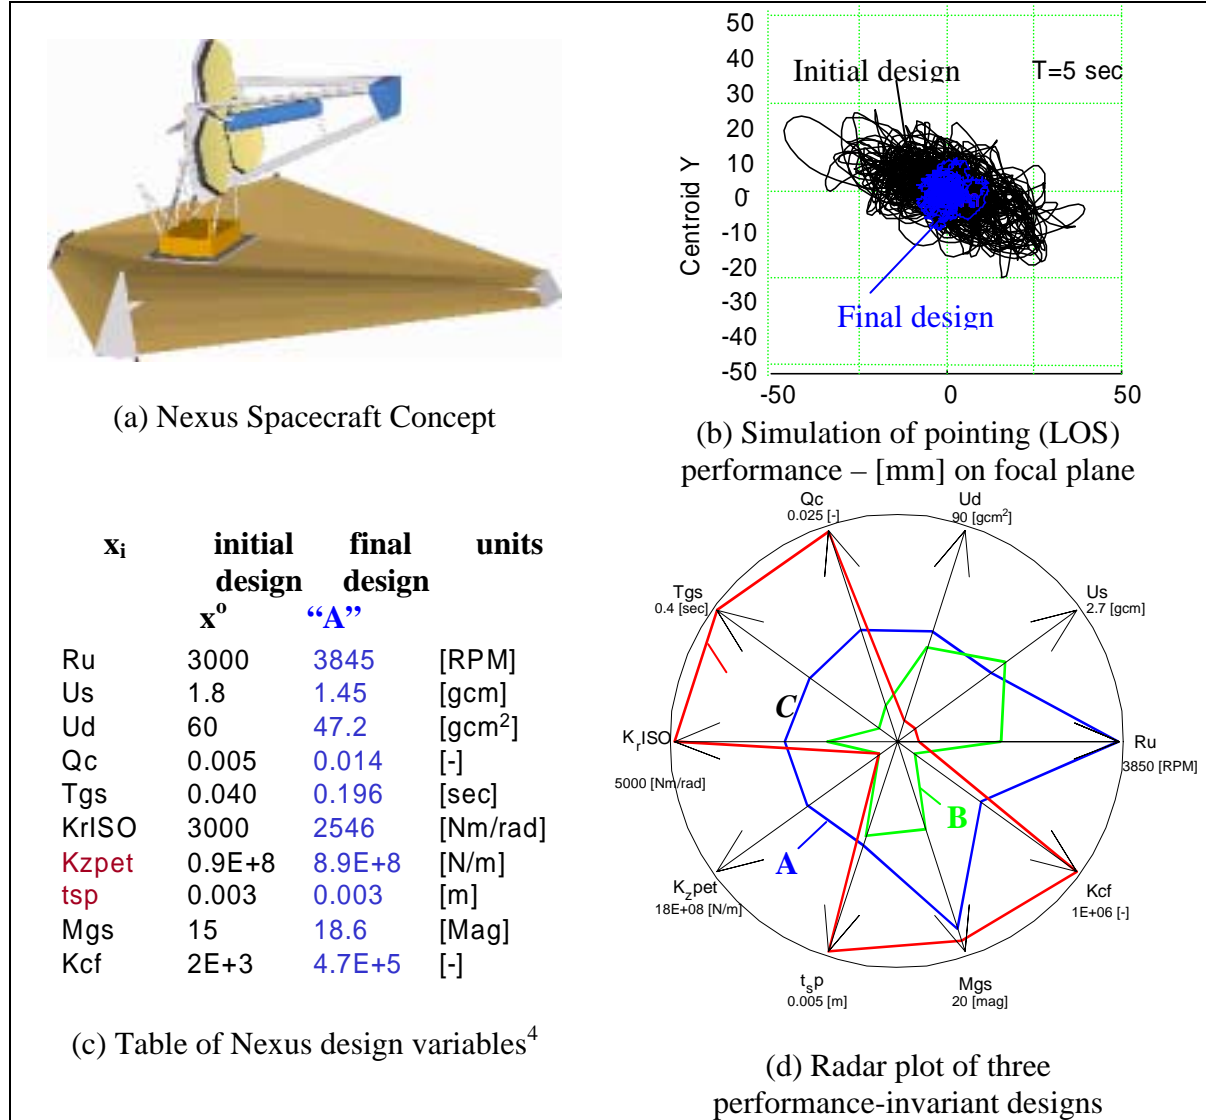 (a) Nexus Spacecraft Concept
50
40
30
20
10
0
-10
-20
-30
-40
-50
Centroid Y
Initial design
T=5 sec
Final design
-50 0 50
(b) Simulation of pointing (LOS)
performance – [mm] on focal plane
xi initial final units
design design
x° “A”
Ru 3000 3845 [RPM]
Us 1.8 1.45 [gcm]
Ud 60 47.2 [gcm²]
Qc 0.005 0.014 [-]
Tgs 0.040 0.196 [sec]
KrISO 3000 2546 [Nm/rad]
Kzpet 0.9E+8 8.9E+8 [N/m]
tsp 0.003 0.003 [m]
Mgs 15 18.6 [Mag]
Kcf 2E+3 4.7E+5 [-]
(c) Table of Nexus design variables⁴
Qc
0.025 [-]
Ud
90 [gcm²]
Tgs
0.4 [sec]
Us
2.7 [gcm]
C
KrISO
5000 [Nm/rad]
Ru
3850 [RPM]
B
A
Kzpet
18E+08 [N/m]
Kcf
1E+06 [-]
tsp
0.005 [m]
Mgs
20 [mag]
(d) Radar plot of three
performance-invariant designs